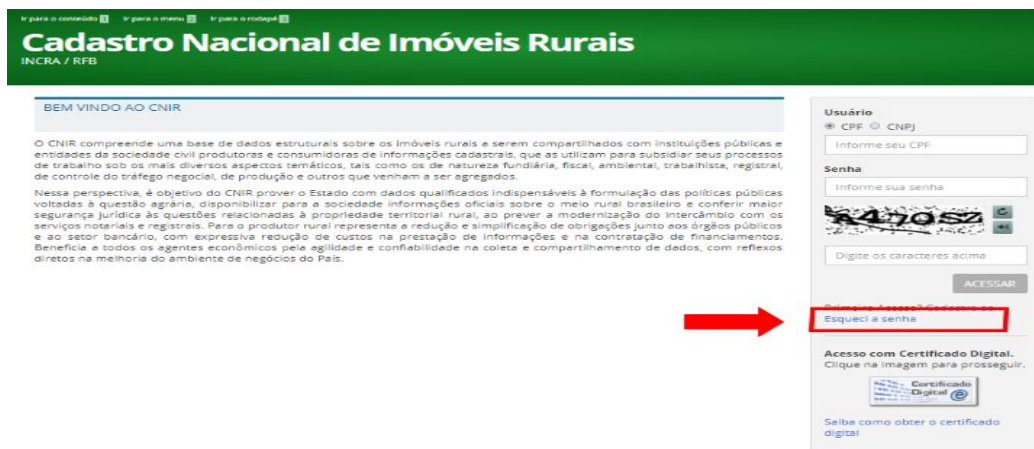 Ir para o conteúdo 1 Ir para o menu 2 Ir para o rodapé 3
Cadastro Nacional de Imóveis Rurais
INCRA / RFB
BEM VINDO AO CNIR
O CNIR compreende uma base de dados estruturais sobre os imóveis rurais a serem compartilhados com instituições públicas e
entidades da sociedade civil produtoras e consumidoras de informações cadastrais, que as utilizam para subsidiar seus processos
de trabalho sob os mais diversos aspectos temáticos, tais como os de natureza fundiária, fiscal, ambiental, trabalhista, registral,
de controle do tráfego negocial, de produção e outros que venham a ser agregados.
Nessa perspectiva, é objetivo do CNIR prover o Estado com dados qualificados indispensáveis à formulação das políticas públicas
voltadas à questão agrária, disponibilizar para a sociedade informações oficiais sobre o meio rural brasileiro e conferir maior
segurança jurídica às questões relacionadas à propriedade territorial rural, ao prever a modernização do intercâmbio com os
serviços notariais e registrais. Para o produtor rural representa a redução e simplificação de obrigações junto aos órgãos públicos
e ao setor bancário, com expressiva redução de custos na prestação de informações e na contratação de financiamentos.
Beneficia a todos os agentes econômicos pela agilidade e confiabilidade na coleta e compartilhamento de dados, com reflexos
diretos na melhoria do ambiente de negócios do País.
Usuário
CPF CNPJ
Informe seu CPF
Senha
Informe sua senha
Digite os caracteres acima
ACESSAR
Primeiro Acesso? Cadastre-se
Esqueci a senha
Acesso com Certificado Digital.
Clique na imagem para prosseguir.
Certificado
Digital
Saiba como obter o certificado
digital